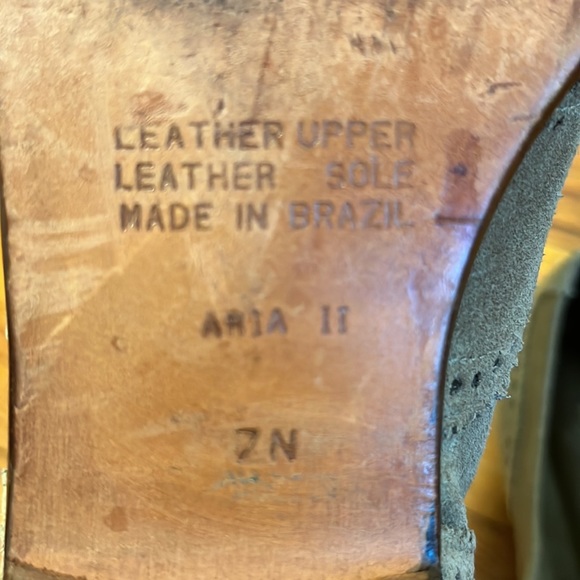 LEATHER UPPER
LEATHER SOLE
MADE IN BRAZIL
ARIA II
7N